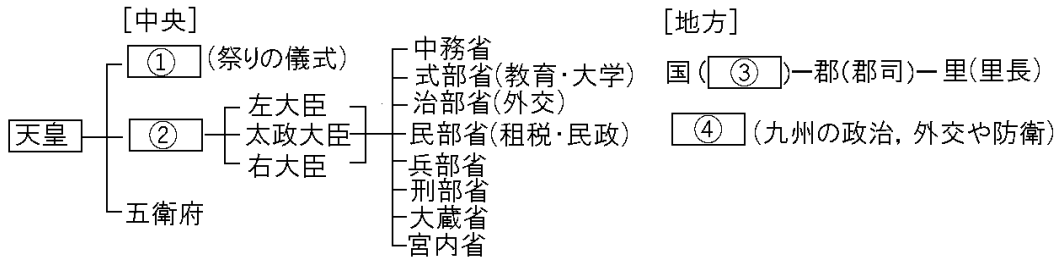 [中央]
① (祭りの儀式)
天皇
②
左大臣
太政大臣
右大臣
五衛府
中務省
式部省(教育・大学)
治部省(外交)
民部省(租税・民政)
兵部省
刑部省
大蔵省
宮内省
[地方]
国(③)ー郡(郡司)ー里(里長)
④ (九州の政治, 外交や防衛)